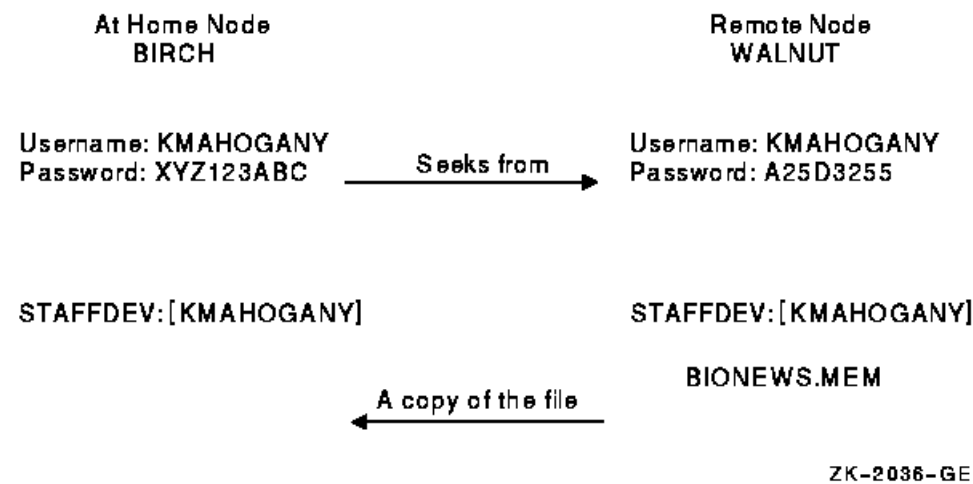 At Home Node
BIRCH
Remote Node
WALNUT
Username: KMAHOGANY
Password: XYZ123ABC
Seeks from
Username: KMAHOGANY
Password: A25D3255
STAFFDEV:[KMAHOGANY]
STAFFDEV:[KMAHOGANY]
BIONEWS.MEM
A copy of the file
ZK-2036-GE